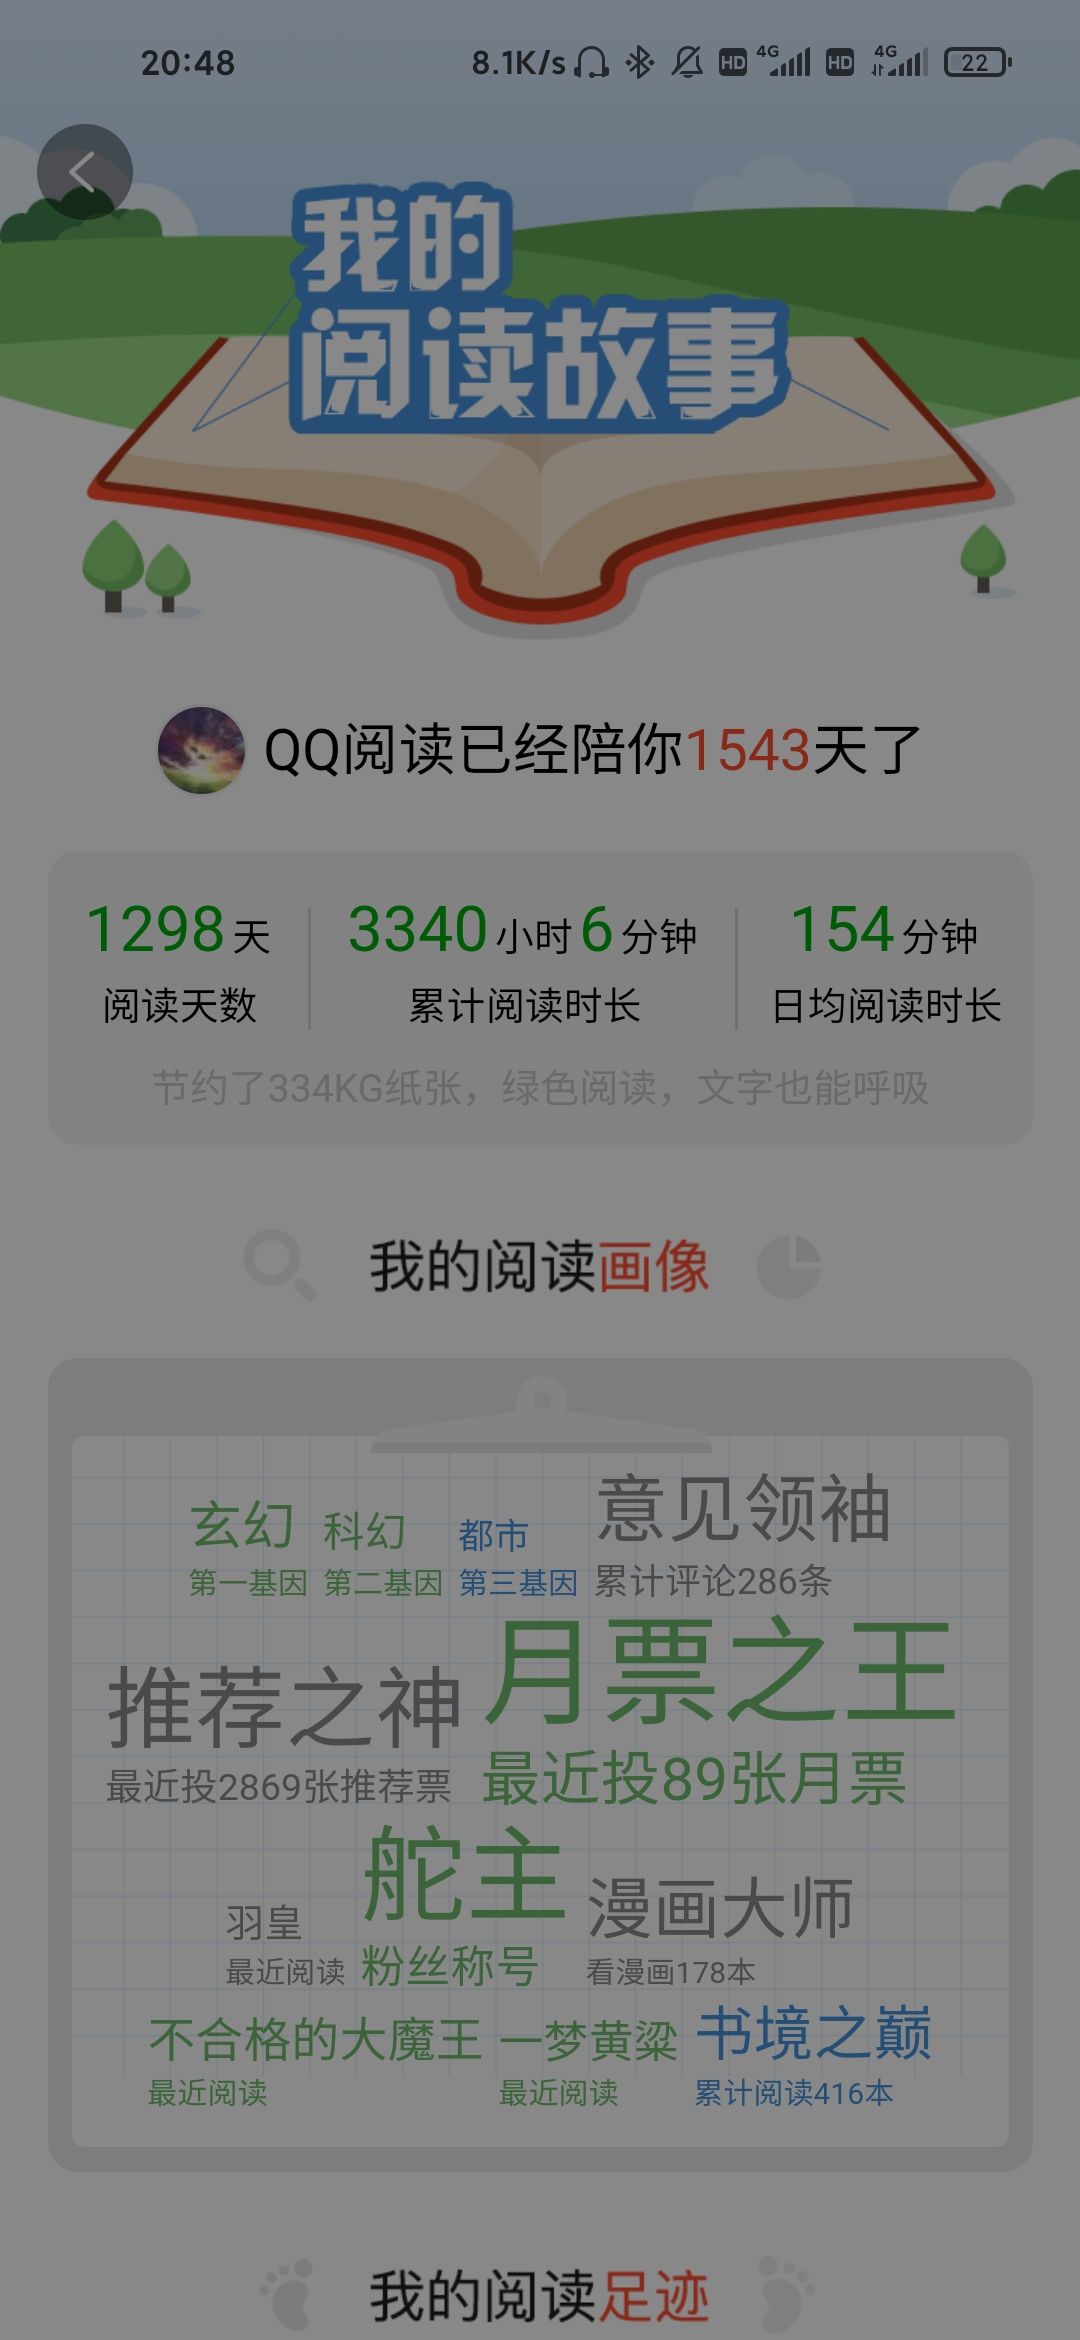 20:48 8.1K/s HD 4G HD 4G 22
我的
阅读故事
QQ阅读已经陪你1543天了
1298天 3340小时6分钟 154分钟
阅读天数 累计阅读时长 日均阅读时长
节约了334KG纸张，绿色阅读，文字也能呼吸
我的阅读画像
玄幻 科幻 都市 意见领袖
第一基因 第二基因 第三基因 累计评论286条
推荐之神 月票之王
最近投2869张推荐票 最近投89张月票
羽皇 舵主 漫画大师
最近阅读 粉丝称号 看漫画178本
不合格的大魔王 一梦黄粱 书境之巅
最近阅读 最近阅读 累计阅读416本
我的阅读足迹